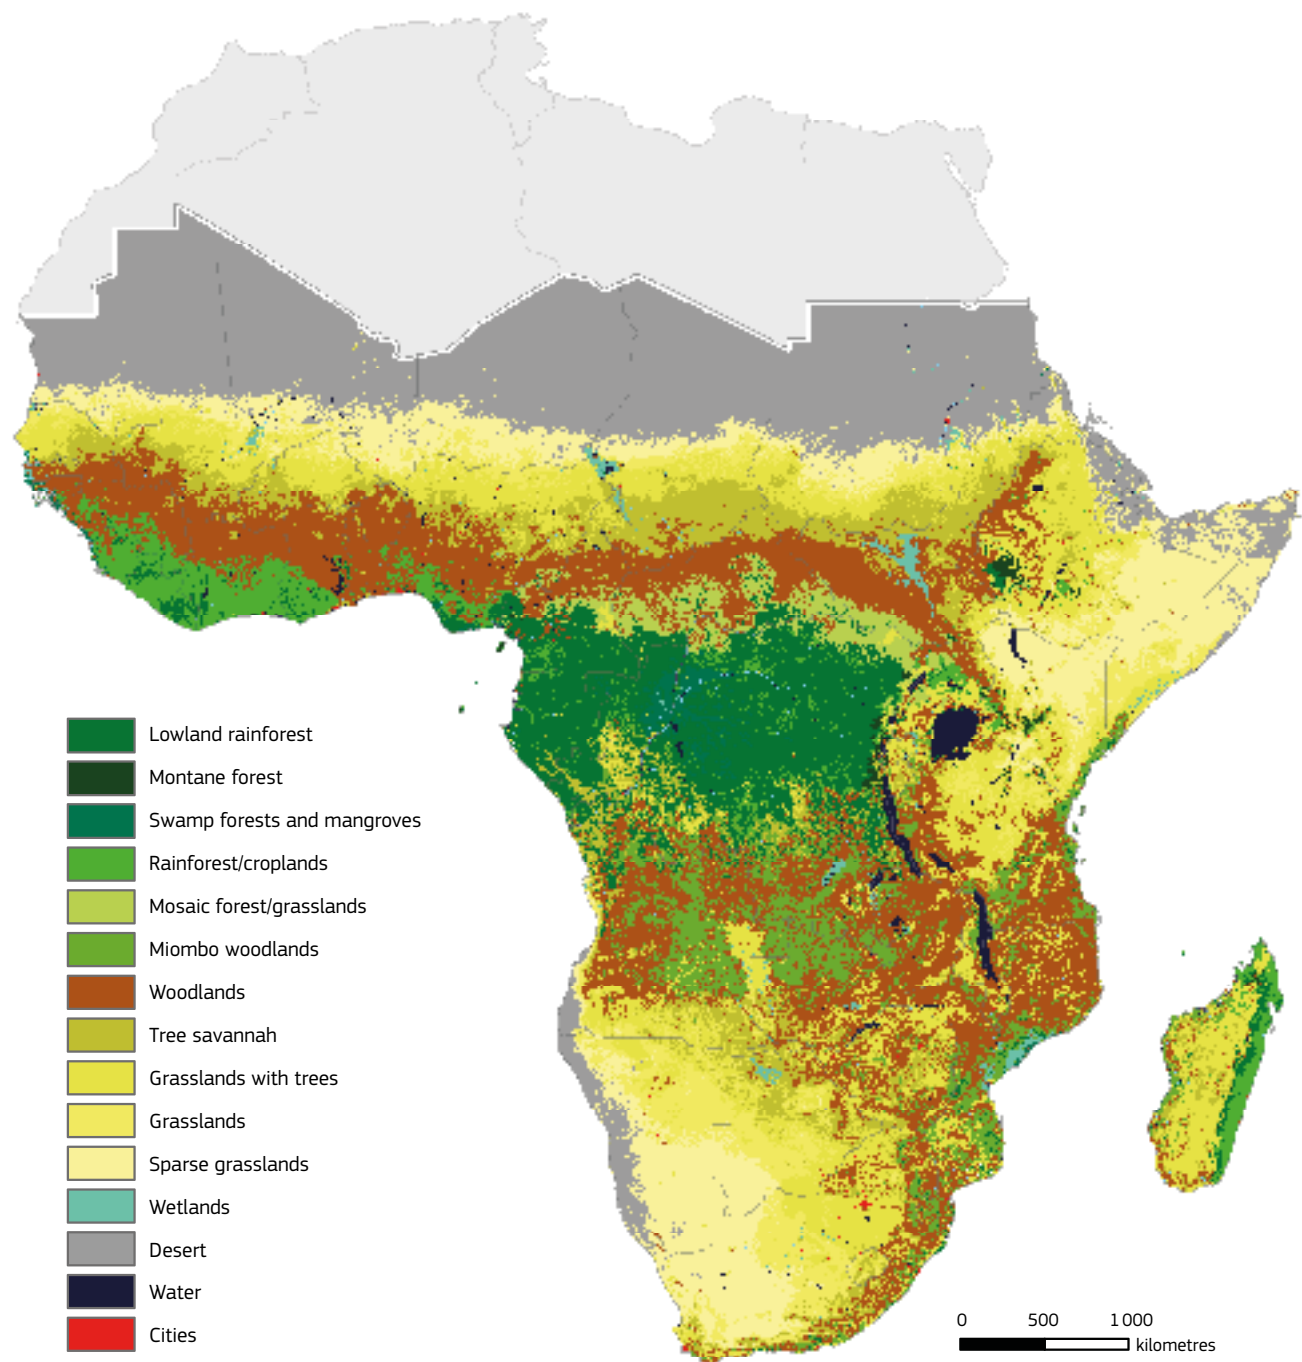 Lowland rainforest
Montane forest
Swamp forests and mangroves
Rainforest/croplands
Mosaic forest/grasslands
Miombo woodlands
Woodlands
Tree savannah
Grasslands with trees
Grasslands
Sparse grasslands
Wetlands
Desert
Water
Cities
0 500 1 000
kilometres